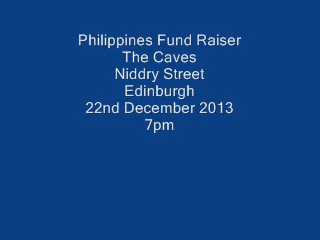 Philippines Fund Raiser
The Caves
Niddry Street
Edinburgh
22nd December 2013
7pm